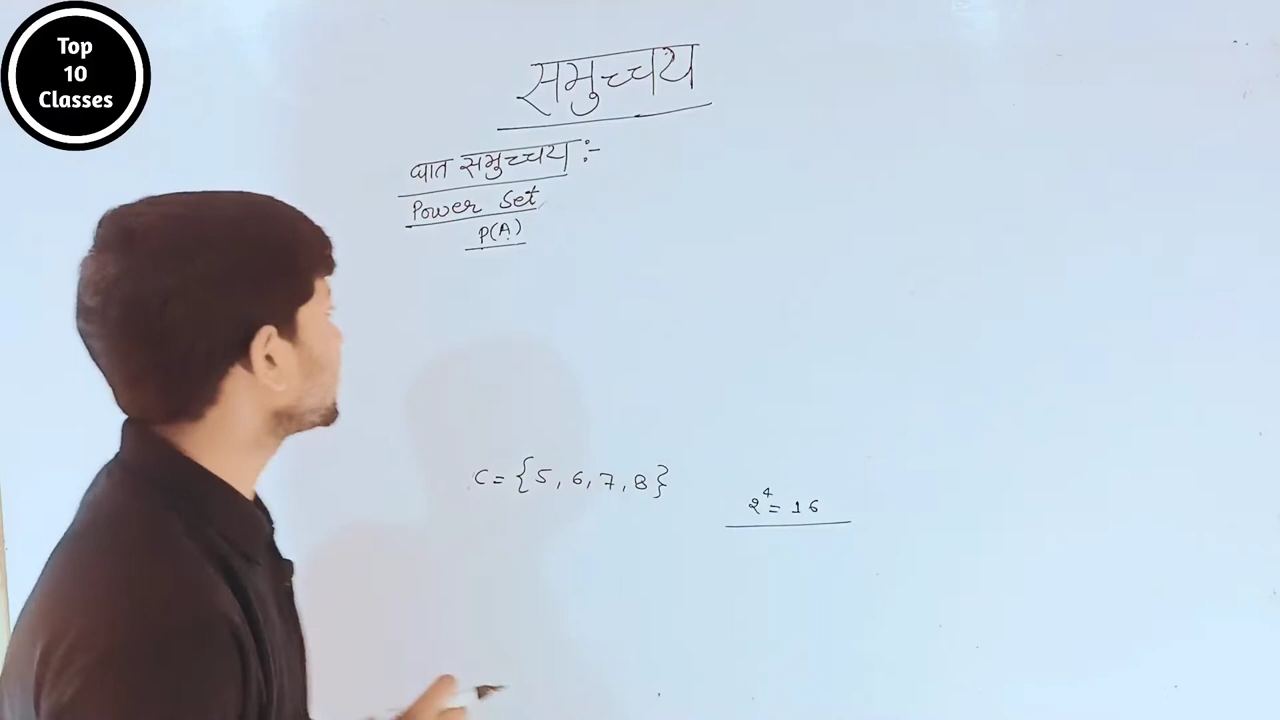 Top
10
Classes
समुच्चय
घात समुच्चय :-
Power Set
P(A)
C = {5, 6, 7, 8}
2⁴ = 16